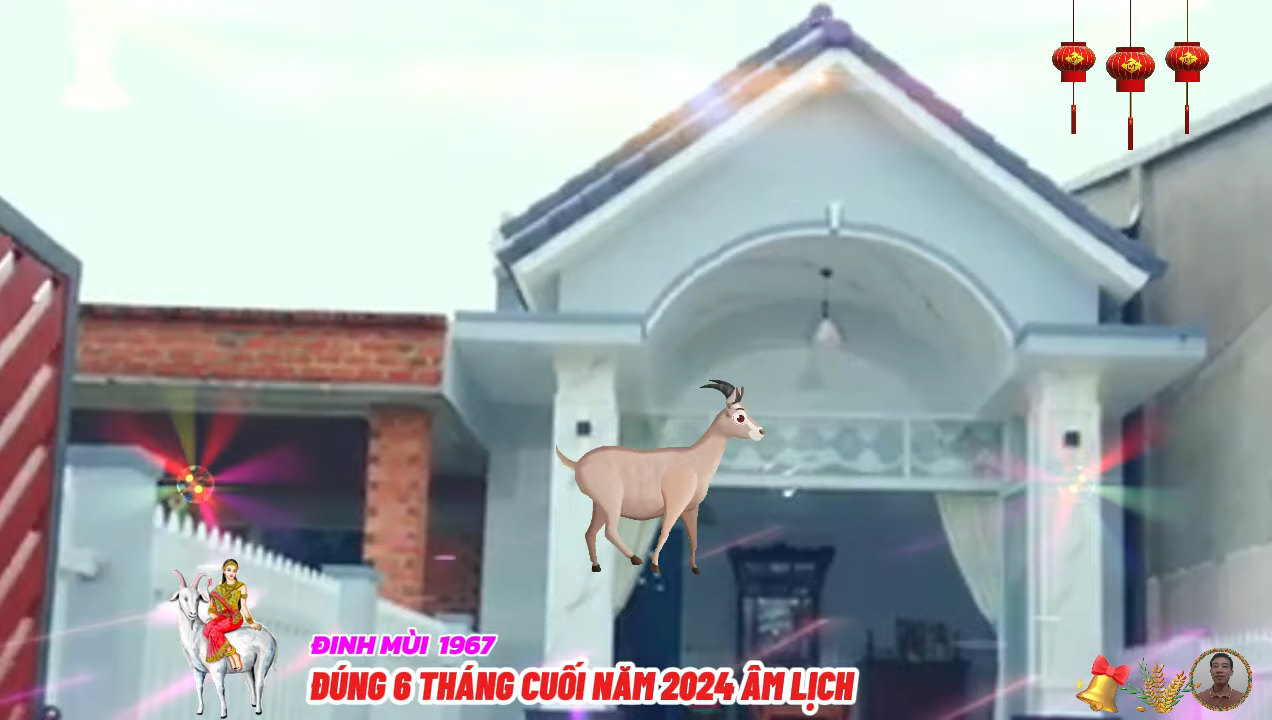 ĐINH MÙI 1967
ĐÚNG 6 THÁNG CUỐI NĂM 2024 ÂM LỊCH